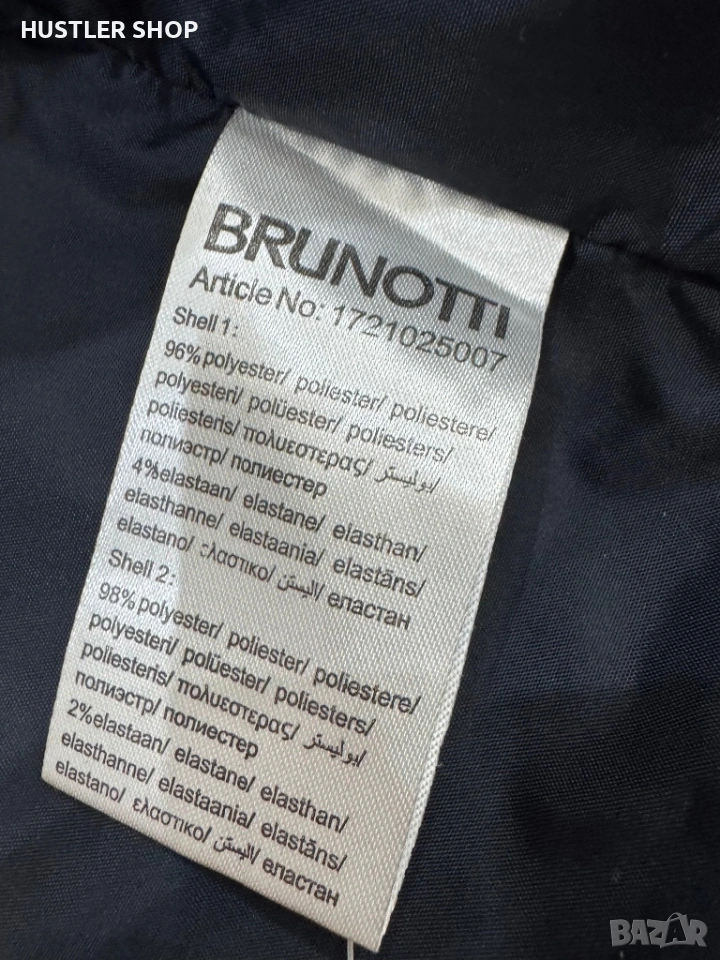 HUSTLER SHOP
BRUNOTTI
Article No: 1721025007
Shell 1:
96% polyester/ poliester/ poliestere/
polyesteri/ polüester/ poliesters/
poliesteris/ πολυεστερας/ بوليستر/
полиэстр/ полиестер
4%elastaan/ elastane/ elasthan/
elasthanne/ elastaania/ elastāns/
elastano/ ελαστικο/ اليستن/ еластан
Shell 2:
98% polyester/ poliester/ poliestere/
polyesteri/ polüester/ poliesters/
poliesteris/ πολυεστερας/ بوليستر/
полиэстр/ полиестер
2%elastaan/ elastane/ elasthan/
elasthanne/ elastaania/ elastāns/
elastano/ ελαστικο/ اليستن/ еластан
BAZAR